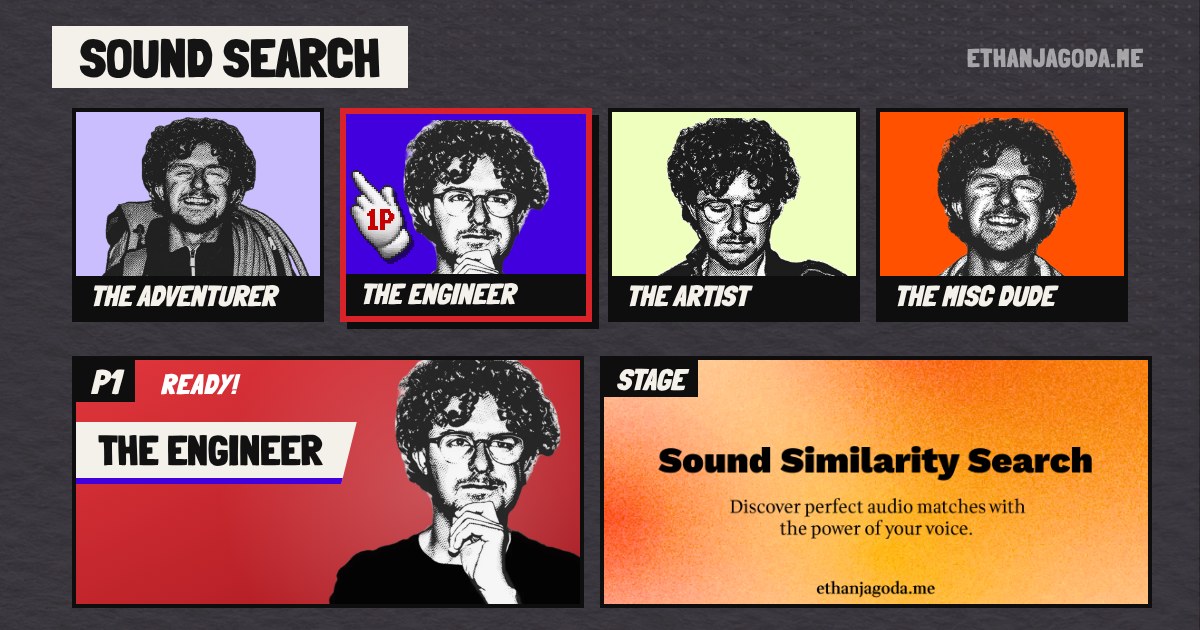 SOUND SEARCH
ETHANJAGODA.ME
THE ADVENTURER
1P
THE ENGINEER
THE ARTIST
THE MISC DUDE
P1
READY!
THE ENGINEER
STAGE
Sound Similarity Search
Discover perfect audio matches with
the power of your voice.
ethanjagoda.me